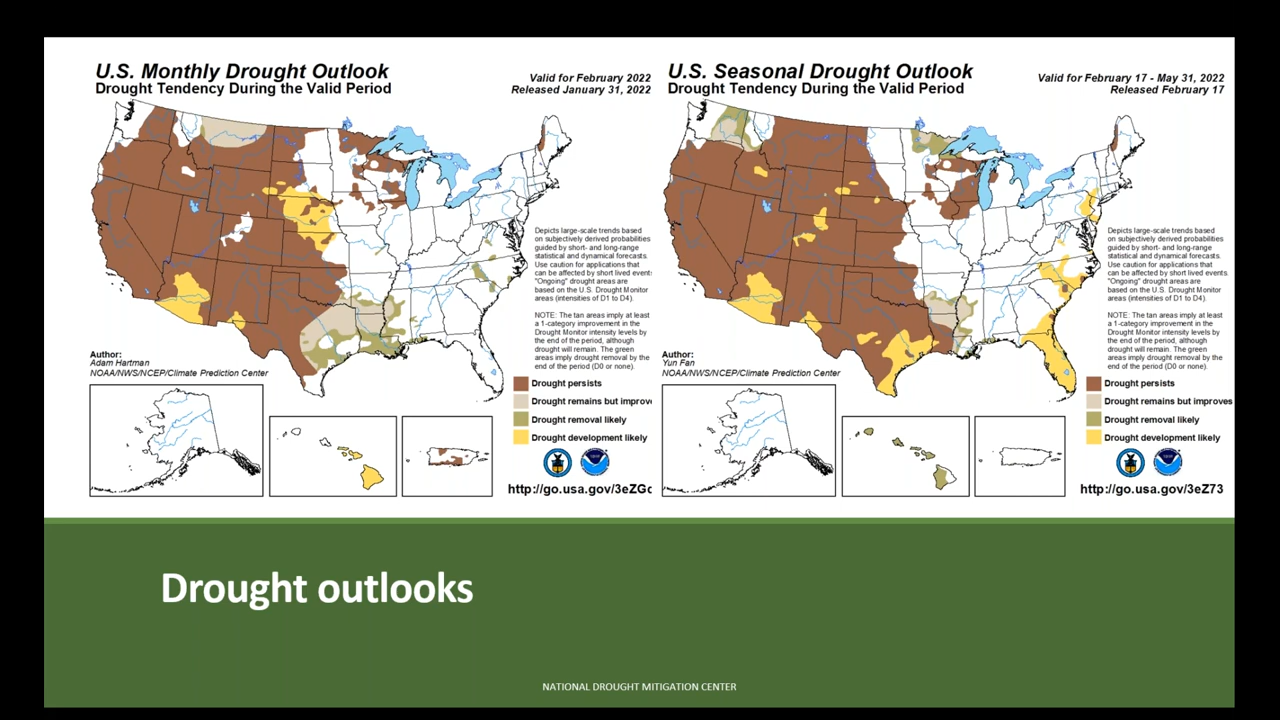 U.S. Monthly Drought Outlook
Drought Tendency During the Valid Period
Valid for February 2022
Released January 31, 2022
Depicts large-scale trends based
on subjectively derived probabilities
guided by short- and long-range
statistical and dynamical forecasts.
Use caution for applications that
can be affected by short lived events
"Ongoing" drought areas are
based on the U.S. Drought Monitor
areas (intensities of D1 to D4).
NOTE: The tan areas imply at least
a 1-category improvement in the
Drought Monitor intensity levels by
the end of the period, although
drought will remain. The green
areas imply drought removal by the
end of the period (D0 or none).
Author:
Adam Hartman
NOAA/NWS/NCEP/Climate Prediction Center
Drought persists
Drought remains but improv
Drought removal likely
Drought development likely
http://go.usa.gov/3eZGc
U.S. Seasonal Drought Outlook
Drought Tendency During the Valid Period
Valid for February 17 - May 31, 2022
Released February 17
Depicts large-scale trends based
on subjectively derived probabilities
guided by short- and long-range
statistical and dynamical forecasts.
Use caution for applications that
can be affected by short lived events.
"Ongoing" drought areas are
based on the U.S. Drought Monitor
areas (intensities of D1 to D4).
NOTE: The tan areas imply at least
a 1-category improvement in the
Drought Monitor intensity levels by
the end of the period, although
drought will remain. The green
areas imply drought removal by the
end of the period (D0 or none).
Author:
Yun Fan
NOAA/NWS/NCEP/Climate Prediction Center
Drought persists
Drought remains but improves
Drought removal likely
Drought development likely
http://go.usa.gov/3eZ73
Drought outlooks
NATIONAL DROUGHT MITIGATION CENTER